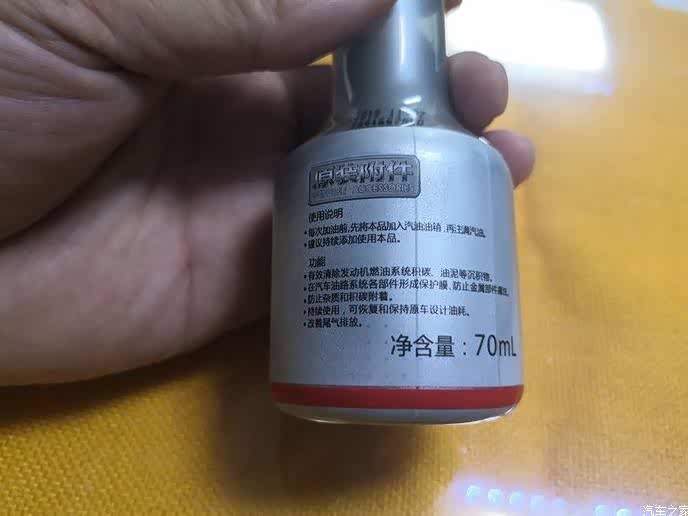 原装附件
使用说明
• 每次加油前,先将本品加入汽油油箱,再注满汽油。
• 建议持续添加使用本品。
功能
• 有效清除发动机燃油系统积碳、油泥等沉积物。
• 在汽车油路系统各部件形成保护膜、防止金属部件腐蚀。
• 防止杂质和积碳附着。
• 持续使用，可恢复和保持原车设计油耗。
• 改善尾气排放。
净含量：70mL
汽车之家